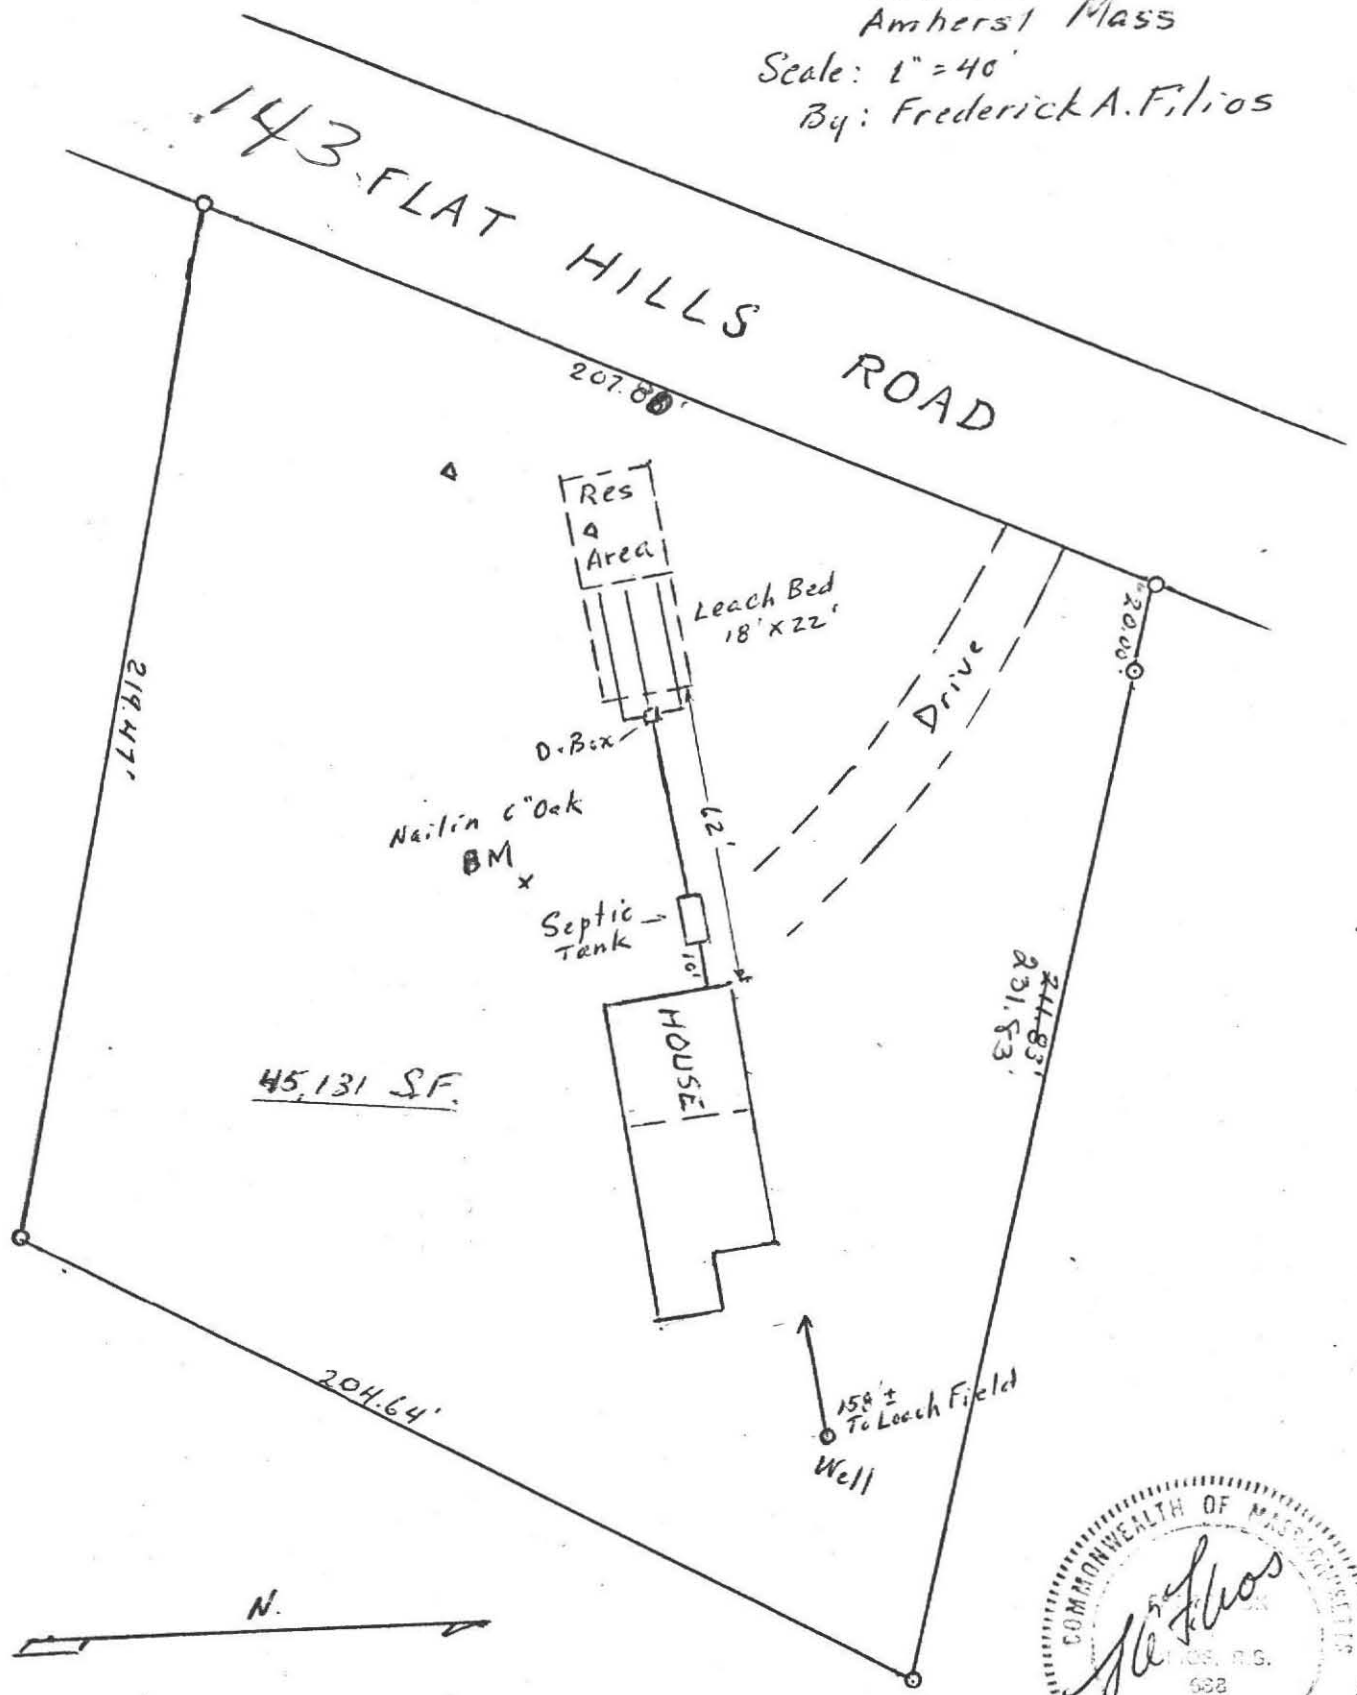 Amherst Mass
Scale: 1" = 40'
By: Frederick A. Filios
143 FLAT HILLS ROAD
207.8
Res
Area
Leach Bed
18' x 22'
20.00'
Drive
219.47'
D.Box
62'
Nail in 6" Oak
BM
x
Septic
Tank
10'
HOUSE
211.83'
231.83'
45,131 S.F.
204.64'
158'±
To Leach Field
Well
N.
COMMONWEALTH OF MASSACHUSETTS